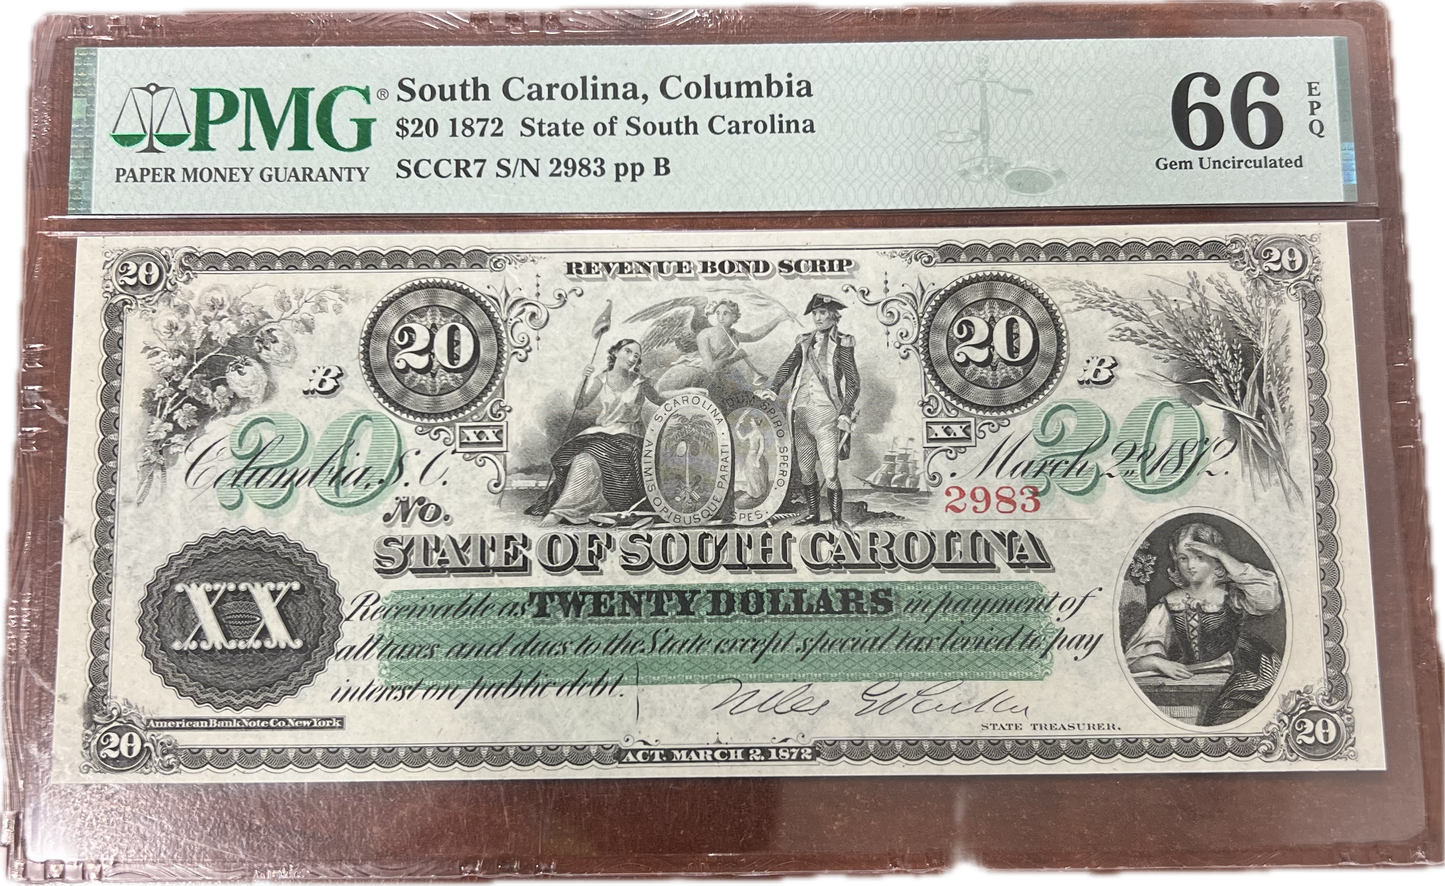 PMG®
PAPER MONEY GUARANTY
South Carolina, Columbia
$20 1872 State of South Carolina
SCCR7 S/N 2983 pp B
66
EPQ
Gem Uncirculated
20
REVENUE BOND SCRIP
20
20
20
B
B
20
20
XX
XX
S. CAROLINA
ANIMIS OPIBUSQUE PARATI
DUM SPIRO SPERO
SPES.
Columbia, S.C.
March 2nd 1872.
No.
2983
STATE OF SOUTH CAROLINA
XX
Receivable as TWENTY DOLLARS in payment of
all taxes and dues to the State except special tax levied to pay
interest on public debt.
Niles G Parker
STATE TREASURER.
American Bank Note Co. New York
20
ACT. MARCH 2, 1872
20